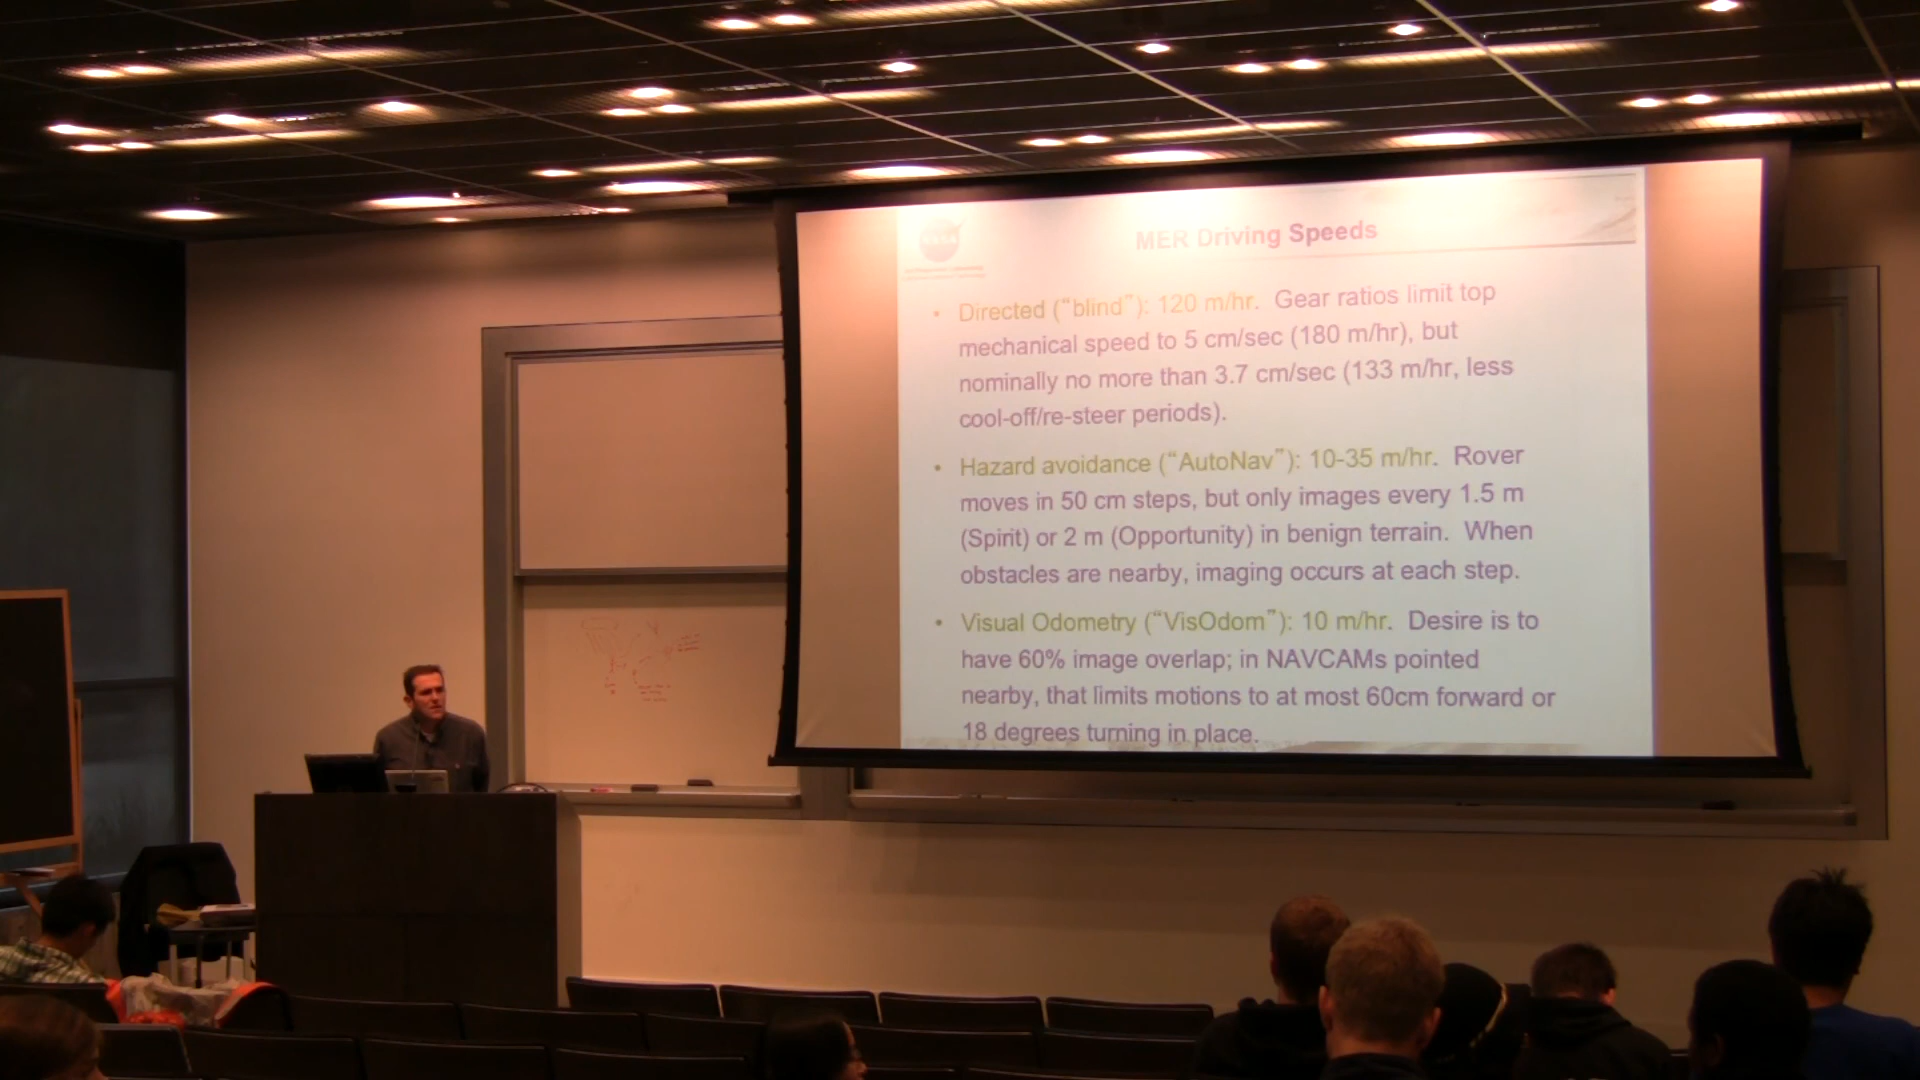 NASA
MER Driving Speeds
• Directed (“blind”): 120 m/hr. Gear ratios limit top
mechanical speed to 5 cm/sec (180 m/hr), but
nominally no more than 3.7 cm/sec (133 m/hr, less
cool-off/re-steer periods).
• Hazard avoidance (“AutoNav”): 10-35 m/hr. Rover
moves in 50 cm steps, but only images every 1.5 m
(Spirit) or 2 m (Opportunity) in benign terrain. When
obstacles are nearby, imaging occurs at each step.
• Visual Odometry (“VisOdom”): 10 m/hr. Desire is to
have 60% image overlap; in NAVCAMs pointed
nearby, that limits motions to at most 60cm forward or
18 degrees turning in place.